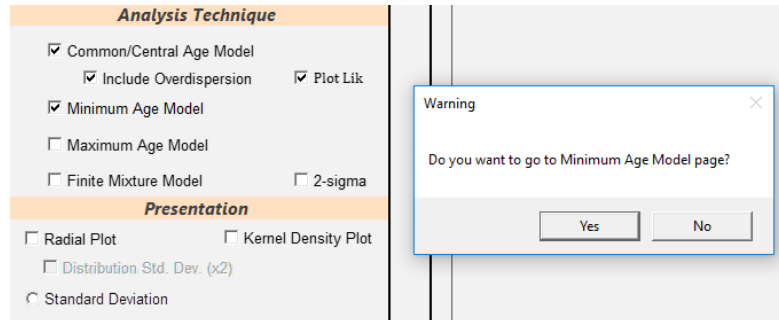 Analysis Technique
Common/Central Age Model
Include Overdispersion Plot Lik
Minimum Age Model
Maximum Age Model
Finite Mixture Model 2-sigma
Presentation
Radial Plot Kernel Density Plot
Distribution Std. Dev. (x2)
Standard Deviation
Warning
Do you want to go to Minimum Age Model page?
Yes No